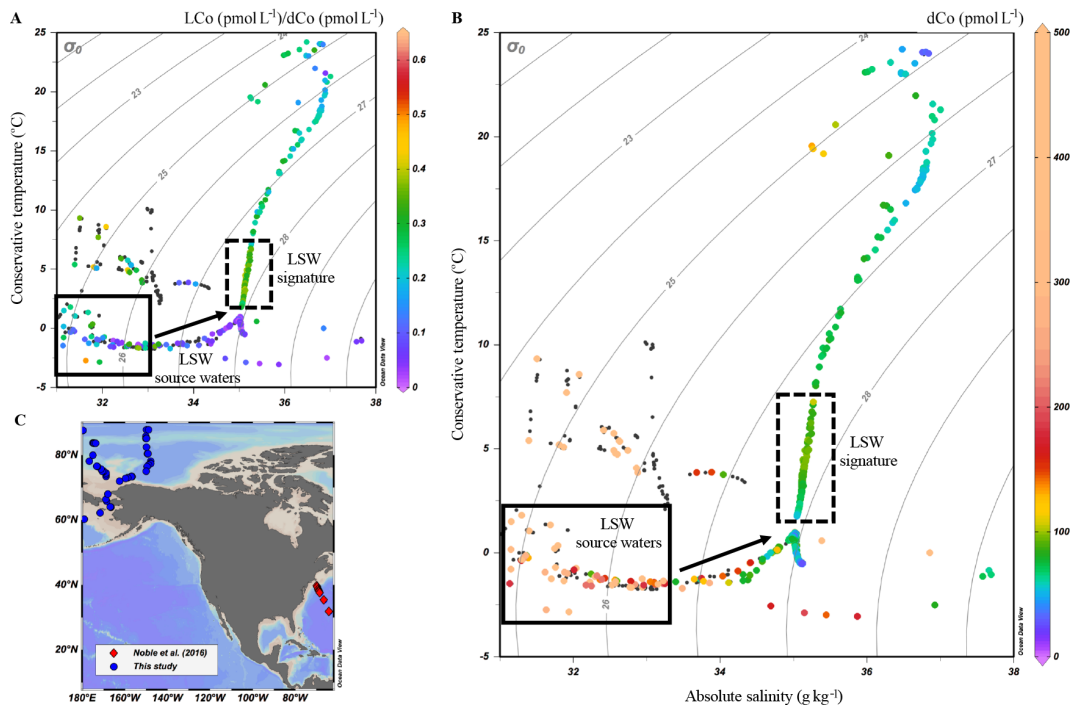 A
LCo (pmol L-1)/dCo (pmol L-1)
σ0
25
20
15
10
5
0
-5
Conservative temperature (°C)
23
24
25
26
27
28
LSW
signature
LSW
source waters
31
33
34
35
36
38
0.6
0.5
0.4
0.3
0.2
0.1
0
Ocean Data View
B
dCo (pmol L-1)
σ0
25
20
15
10
5
0
-5
Conservative temperature (°C)
23
24
25
26
27
28
LSW
signature
LSW
source waters
32
34
36
38
Absolute salinity (g kg-1)
500
400
300
200
100
0
Ocean Data View
C
80°N
60°N
40°N
20°N
Noble et al. (2016)
This study
180°W
160°W
140°W
120°W
100°W
80°W
Ocean Data View